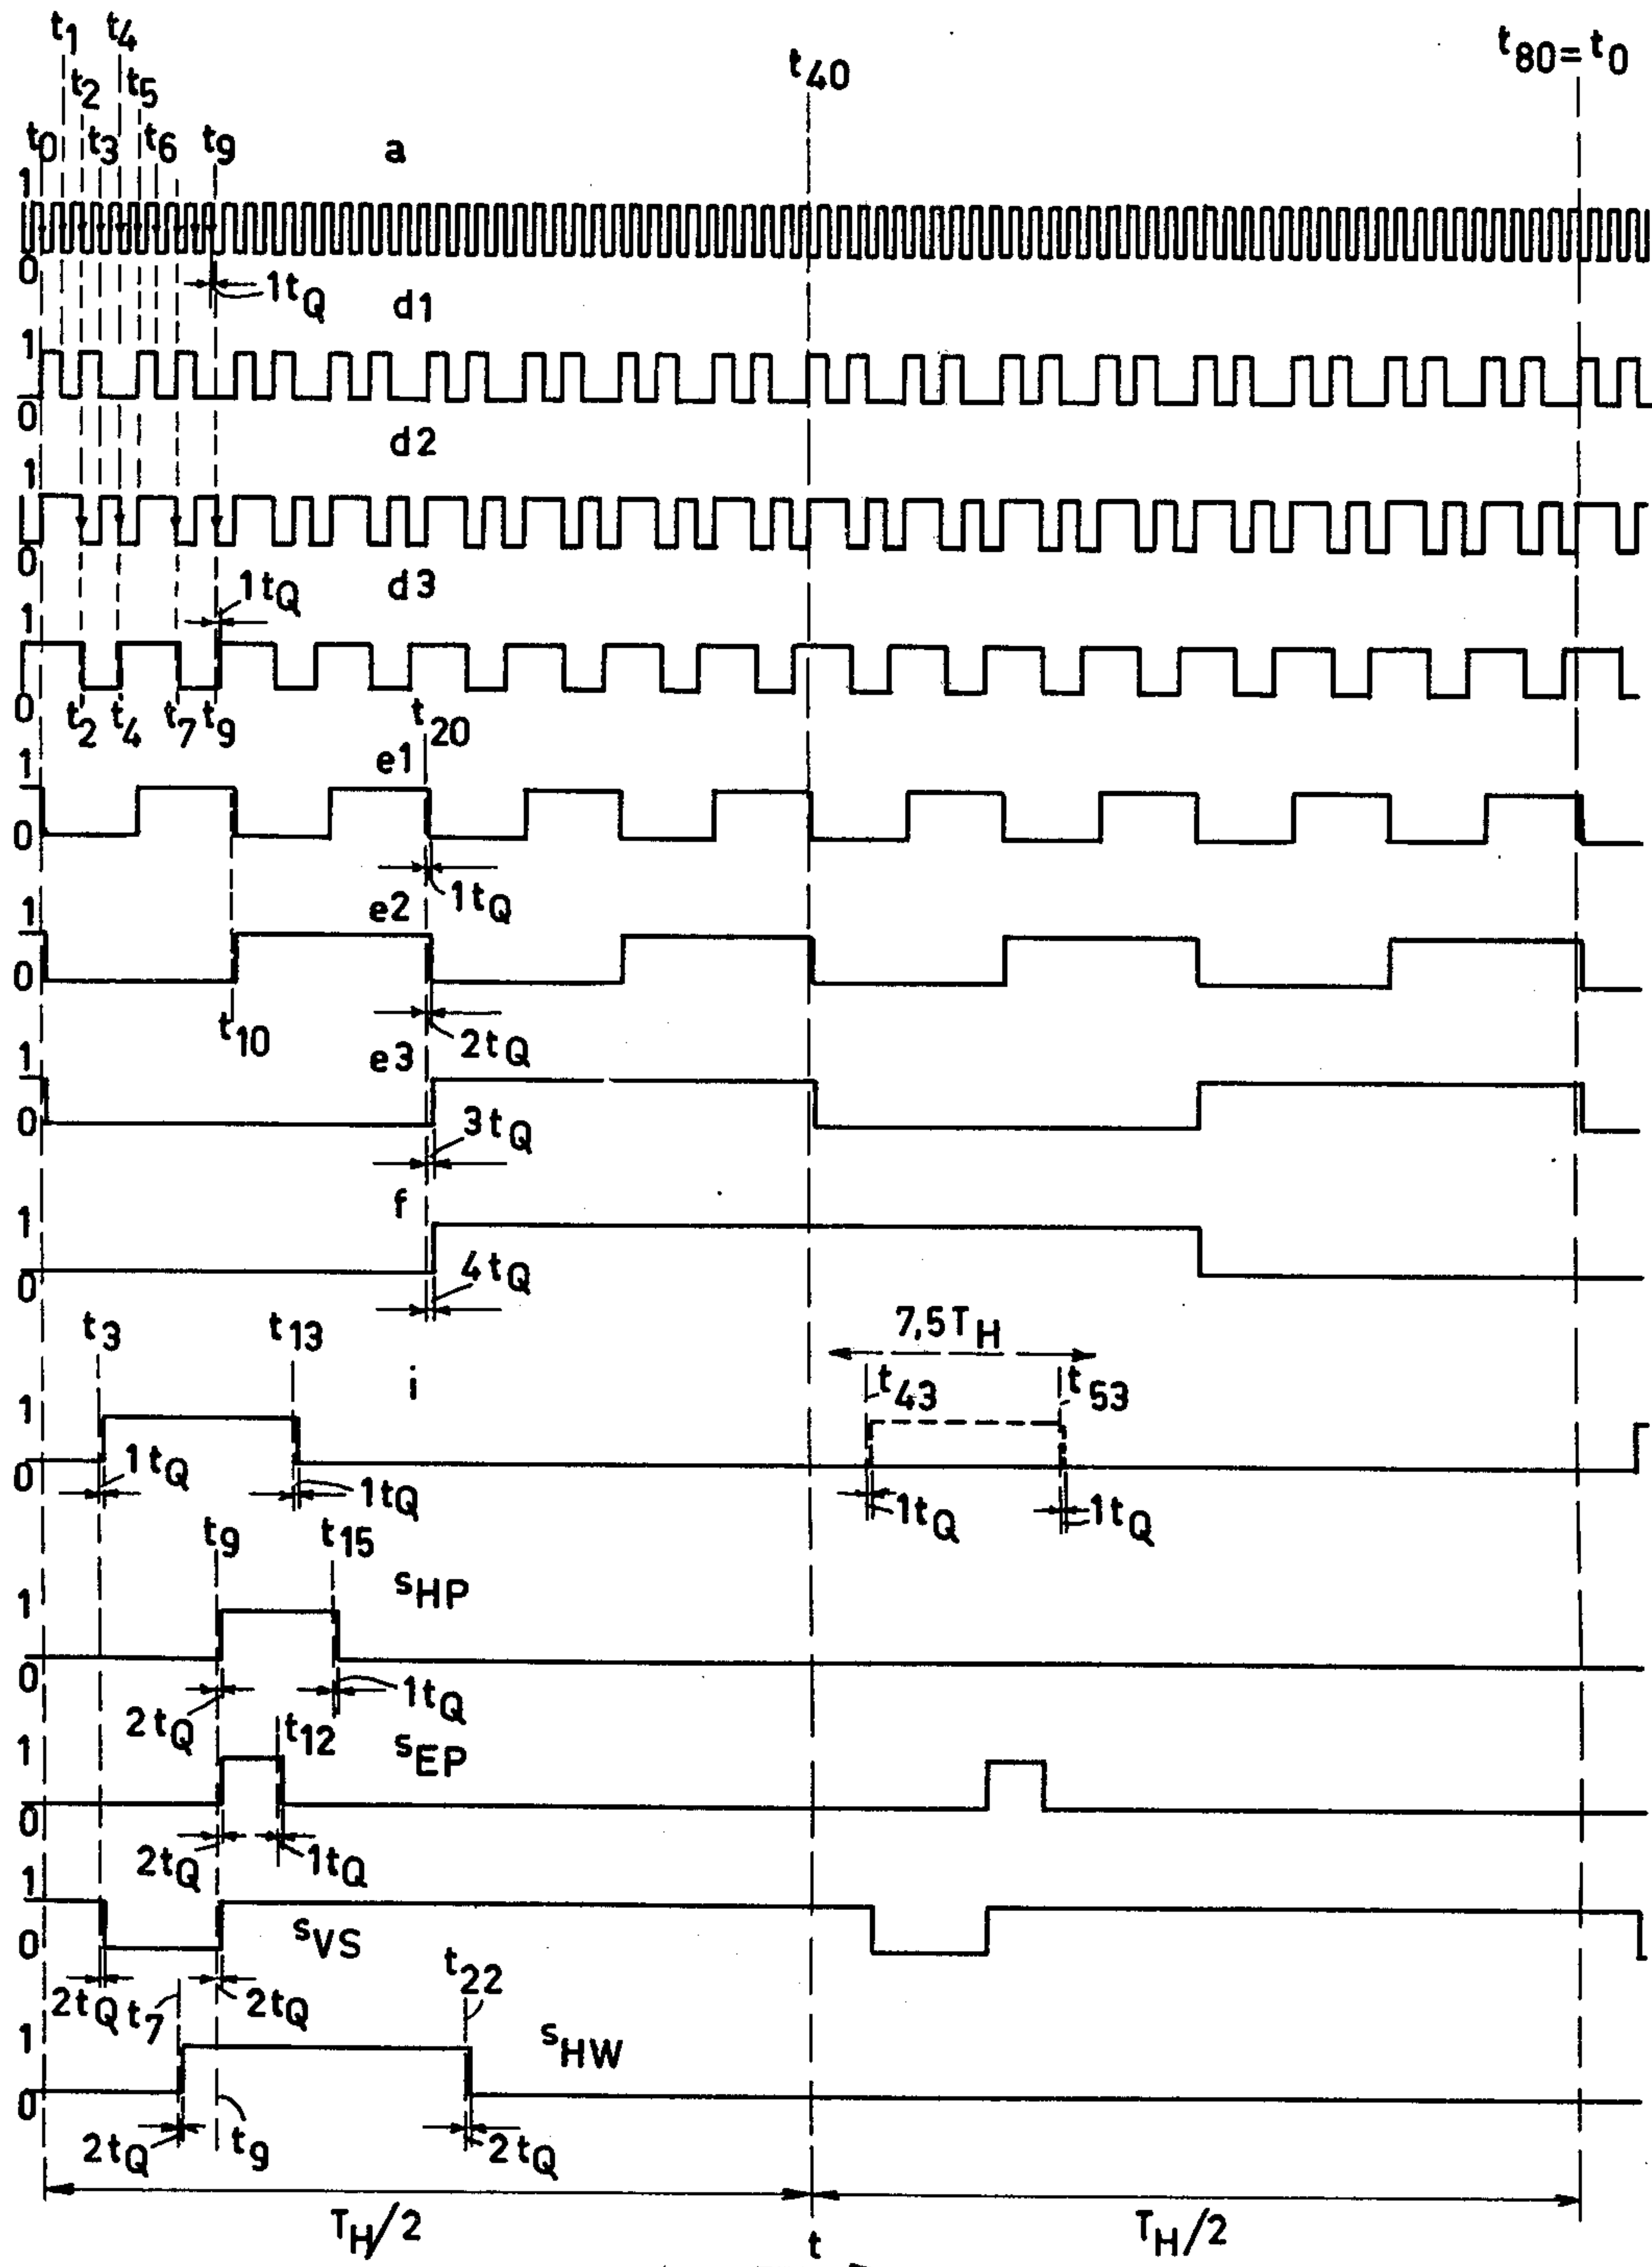 t1 t4
t80 = t0
t40
t2 t5
t0 t3 t6 t9 a
1
0
1tQ
d1
1
0
d2
1
0
d3
1tQ
1
0
t2 t4 t7 t9 t20
e1
1
0
1tQ
e2
1
0
t10 2tQ
e3
1
0
3tQ
f
1
0
4tQ
t3 t13 7,5TH
i t43 t53
1
0
1tQ 1tQ 1tQ 1tQ
t9 t15
sHP
1
0
2tQ 1tQ
t12 sEP
1
0
2tQ 1tQ
1
0
sVS
t22
2tQ t7 2tQ
1
0
sHW
2tQ t9 2tQ
TH/2 t TH/2